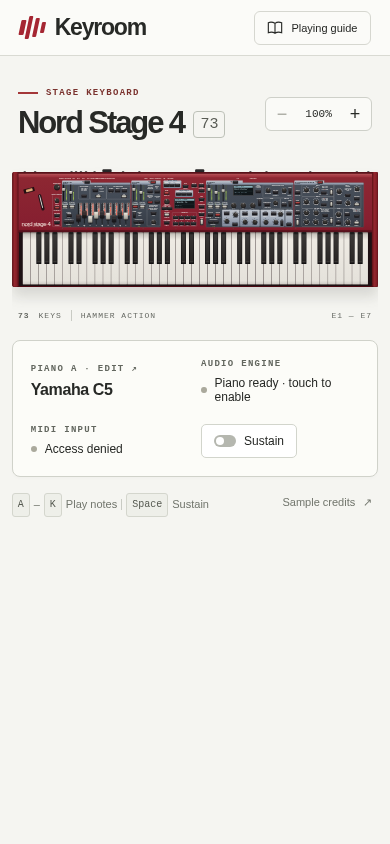 Keyroom
Playing guide
STAGE KEYBOARD
Nord Stage 4 73
− 100% +
nord stage 4
73 KEYS | HAMMER ACTION
E1 — E7
PIANO A · EDIT ↗
Yamaha C5
AUDIO ENGINE
Piano ready · touch to
enable
MIDI INPUT
Access denied
Sustain
A – K Play notes | Space Sustain
Sample credits ↗